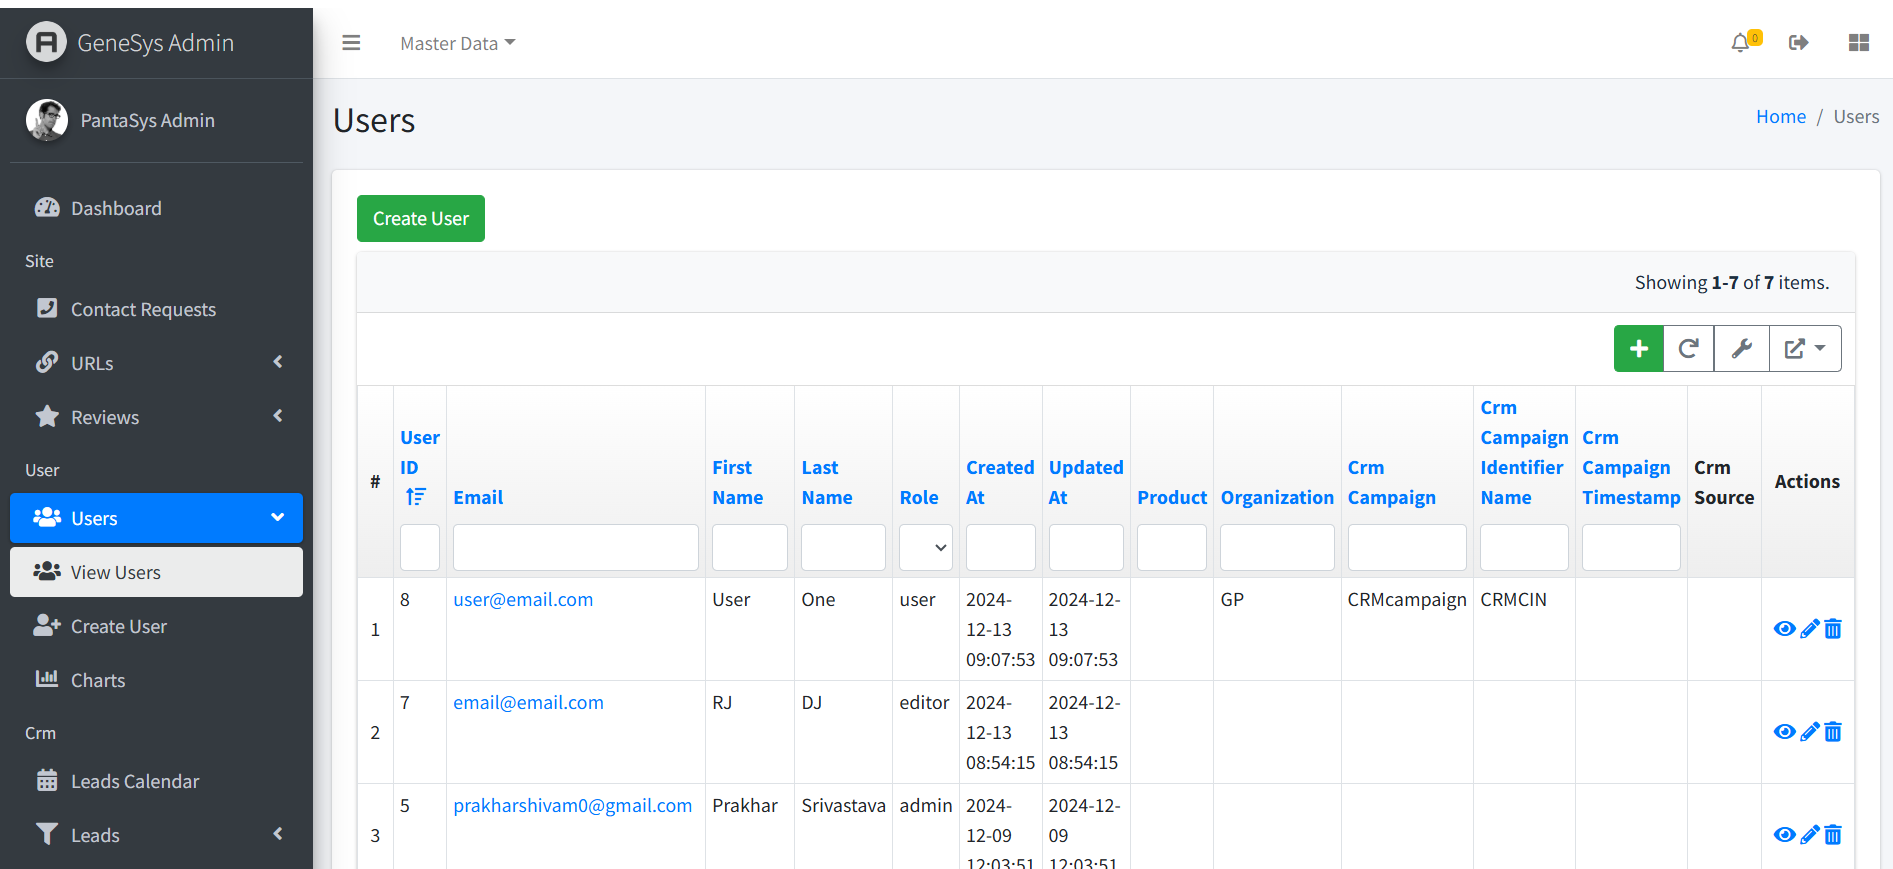 GeneSys Admin
Master Data
0
PantaSys Admin
Users
Home / Users
Dashboard
Site
Contact Requests
URLs
Reviews
User
Users
View Users
Create User
Charts
Crm
Leads Calendar
Leads
Create User
Showing 1-7 of 7 items.
#
User
ID
Email
First
Name
Last
Name
Role
Created
At
Updated
At
Product
Organization
Crm
Campaign
Crm
Campaign
Identifier
Name
Crm
Campaign
Timestamp
Crm
Source
Actions
1
8
user@email.com
User
One
user
2024-
12-13
09:07:53
2024-12-
13
09:07:53
GP
CRMcampaign
CRMCIN
2
7
email@email.com
RJ
DJ
editor
2024-
12-13
08:54:15
2024-12-
13
08:54:15
3
5
prakharshivam0@gmail.com
Prakhar
Srivastava
admin
2024-
12-09
12:03:51
2024-12-
09
12:03:51